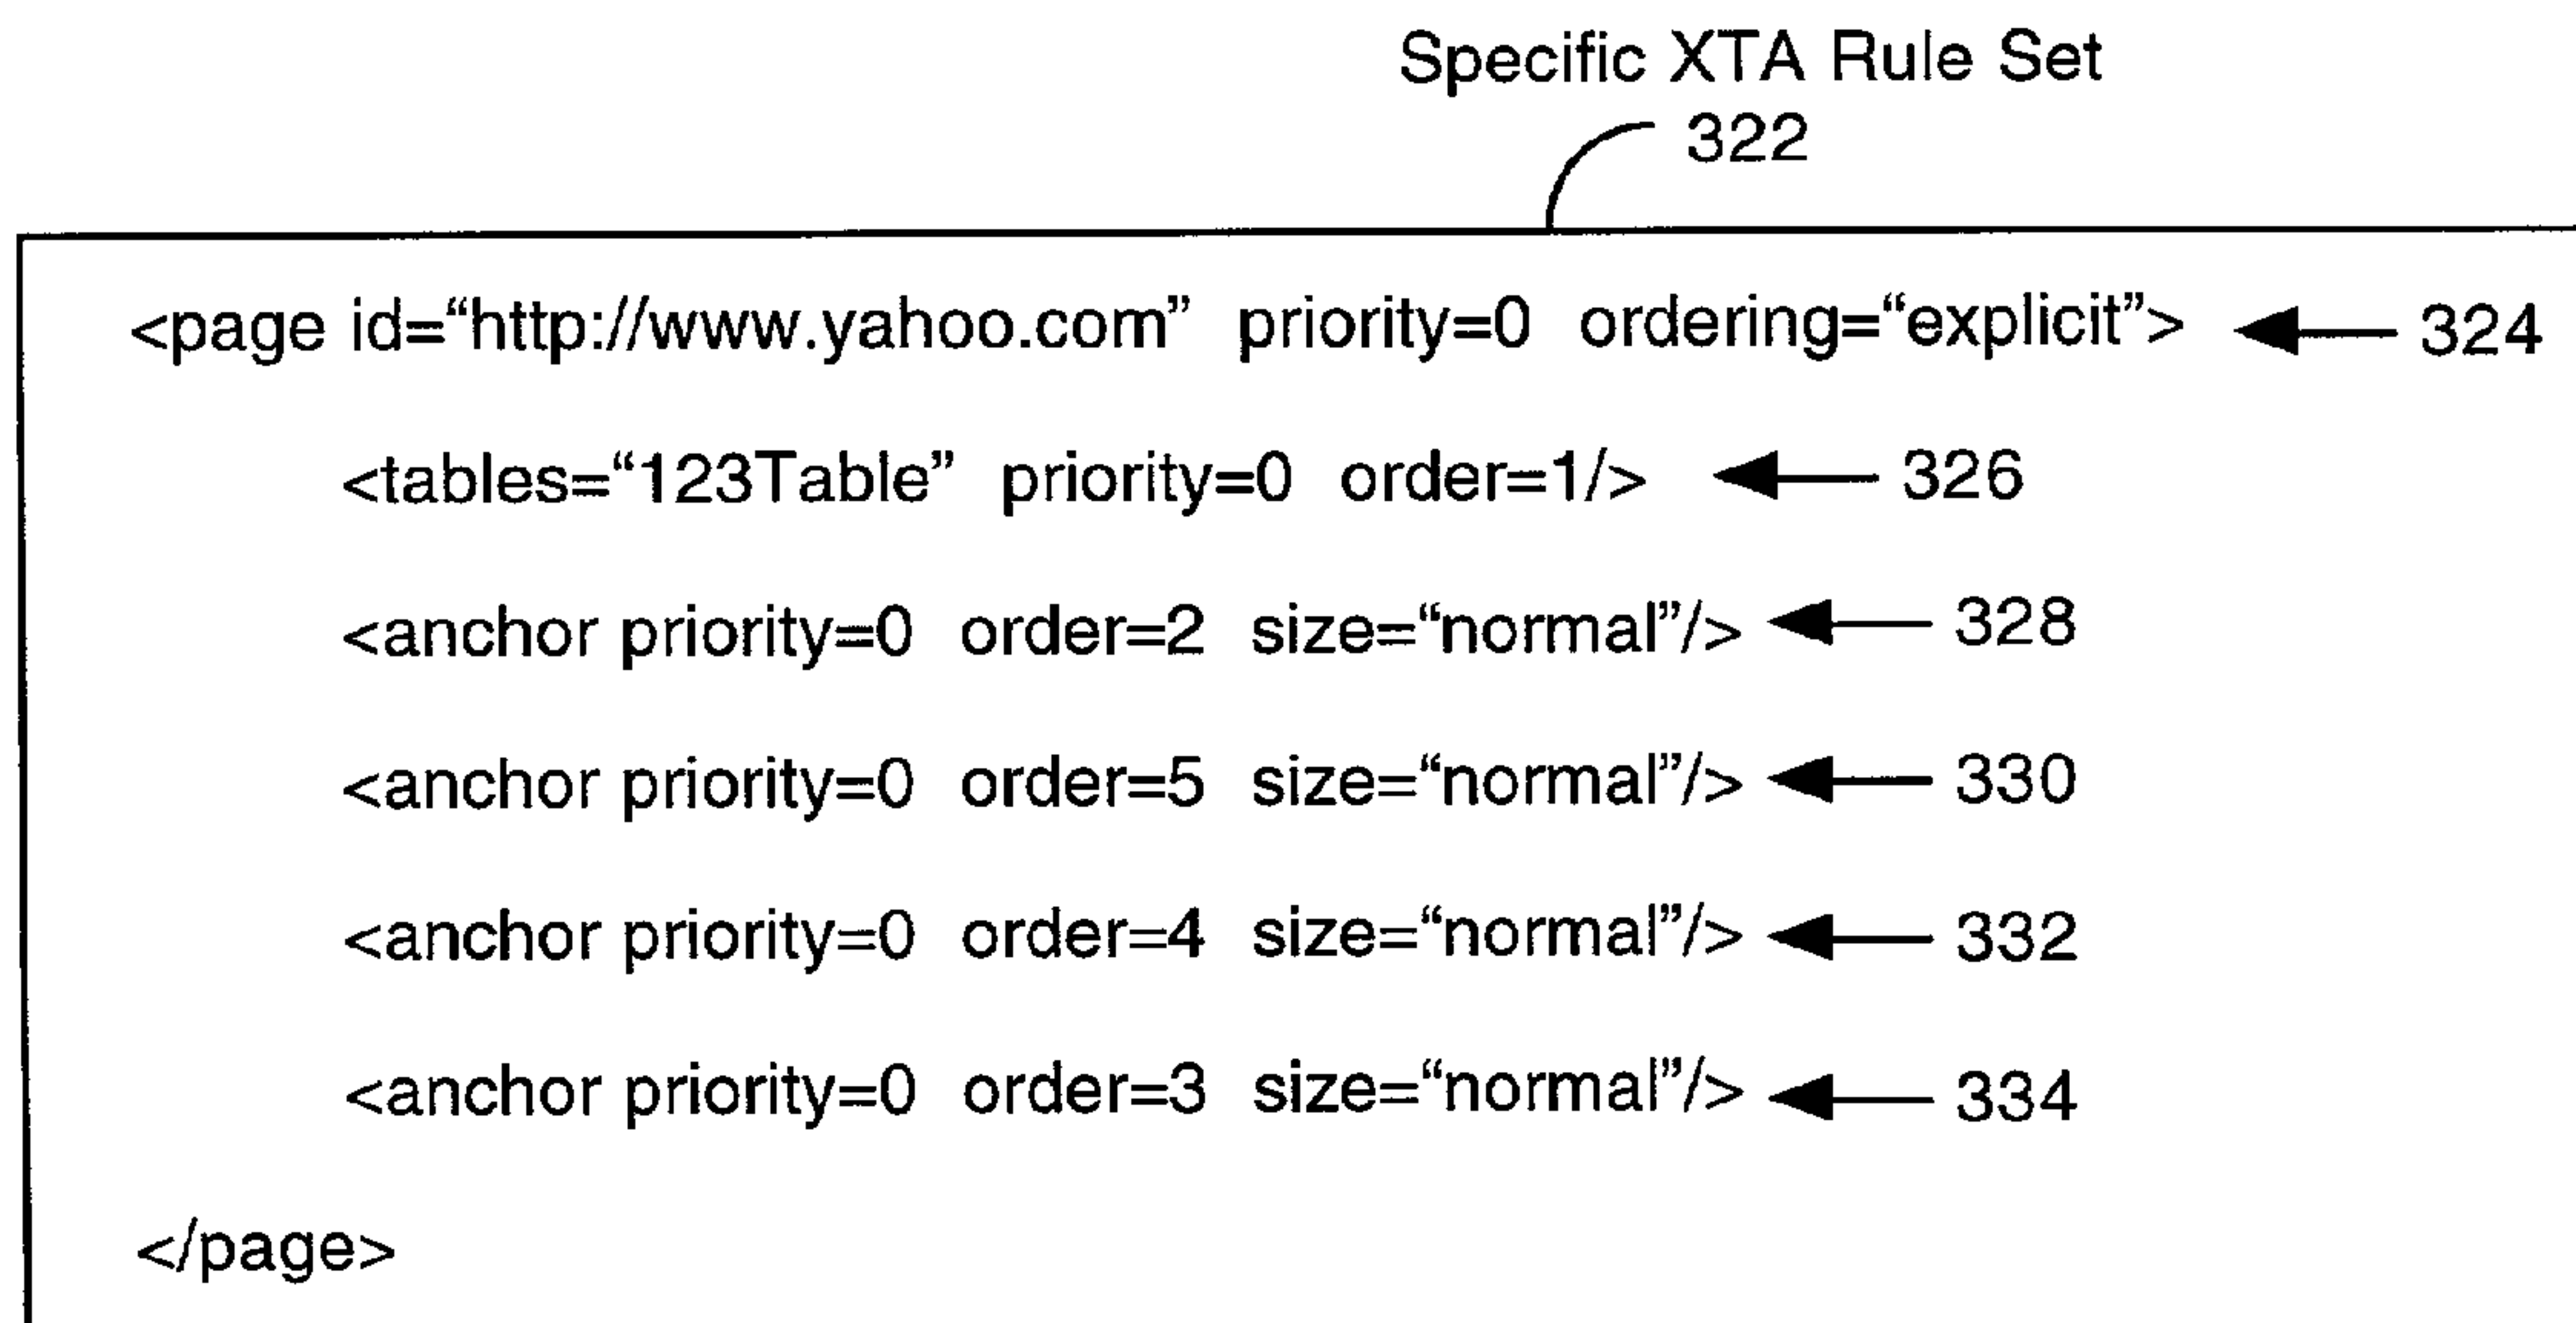 Specific XTA Rule Set
322
<page id=“http://www.yahoo.com” priority=0 ordering=“explicit”> 324
<tables=“123Table” priority=0 order=1/> 326
<anchor priority=0 order=2 size=“normal”/> 328
<anchor priority=0 order=5 size=“normal”/> 330
<anchor priority=0 order=4 size=“normal”/> 332
<anchor priority=0 order=3 size=“normal”/> 334
</page>